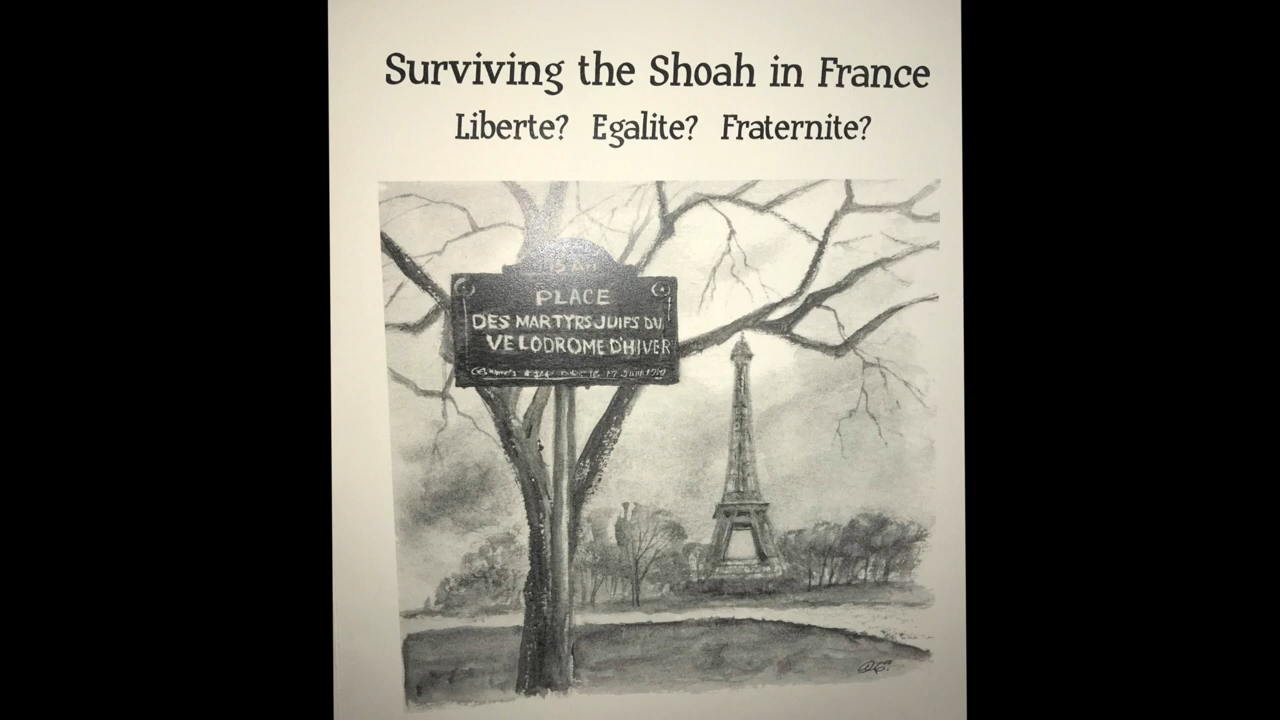 Surviving the Shoah in France
Liberte? Egalite? Fraternite?
PLACE
DES MARTYRS JUIFS DU
VELODROME D'HIVER